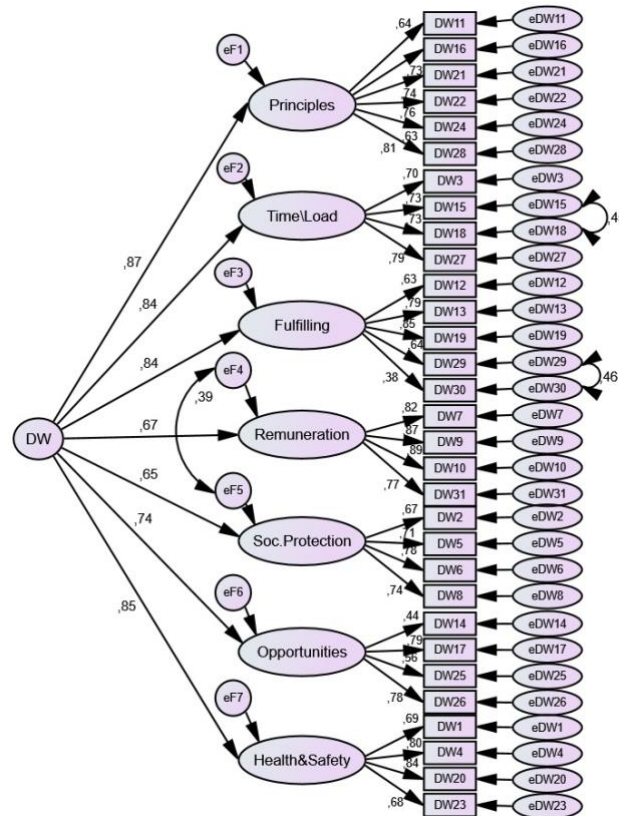 DW
,87
,84
,84
,67
,65
,74
,85
,39
eF1
Principles
,64
,73
,74
,76
,63
,81
DW11 eDW11
DW16 eDW16
DW21 eDW21
DW22 eDW22
DW24 eDW24
DW28 eDW28
eF2
Time\Load
,70
,73
,73
,79
DW3 eDW3
DW15 eDW15
DW18 eDW18
DW27 eDW27
eF3
Fulfilling
,63
,79
,85
,64
,38
DW12 eDW12
DW13 eDW13
DW19 eDW19
DW29 eDW29
DW30 eDW30
,46
eF4
Remuneration
,82
,87
,89
,77
DW7 eDW7
DW9 eDW9
DW10 eDW10
DW31 eDW31
eF5
Soc.Protection
,67
,78
,74
DW2 eDW2
DW5 eDW5
DW6 eDW6
DW8 eDW8
eF6
Opportunities
,44
,79
,56
,78
DW14 eDW14
DW17 eDW17
DW25 eDW25
DW26 eDW26
eF7
Health&Safety
,69
,80
,84
,68
DW1 eDW1
DW4 eDW4
DW20 eDW20
DW23 eDW23